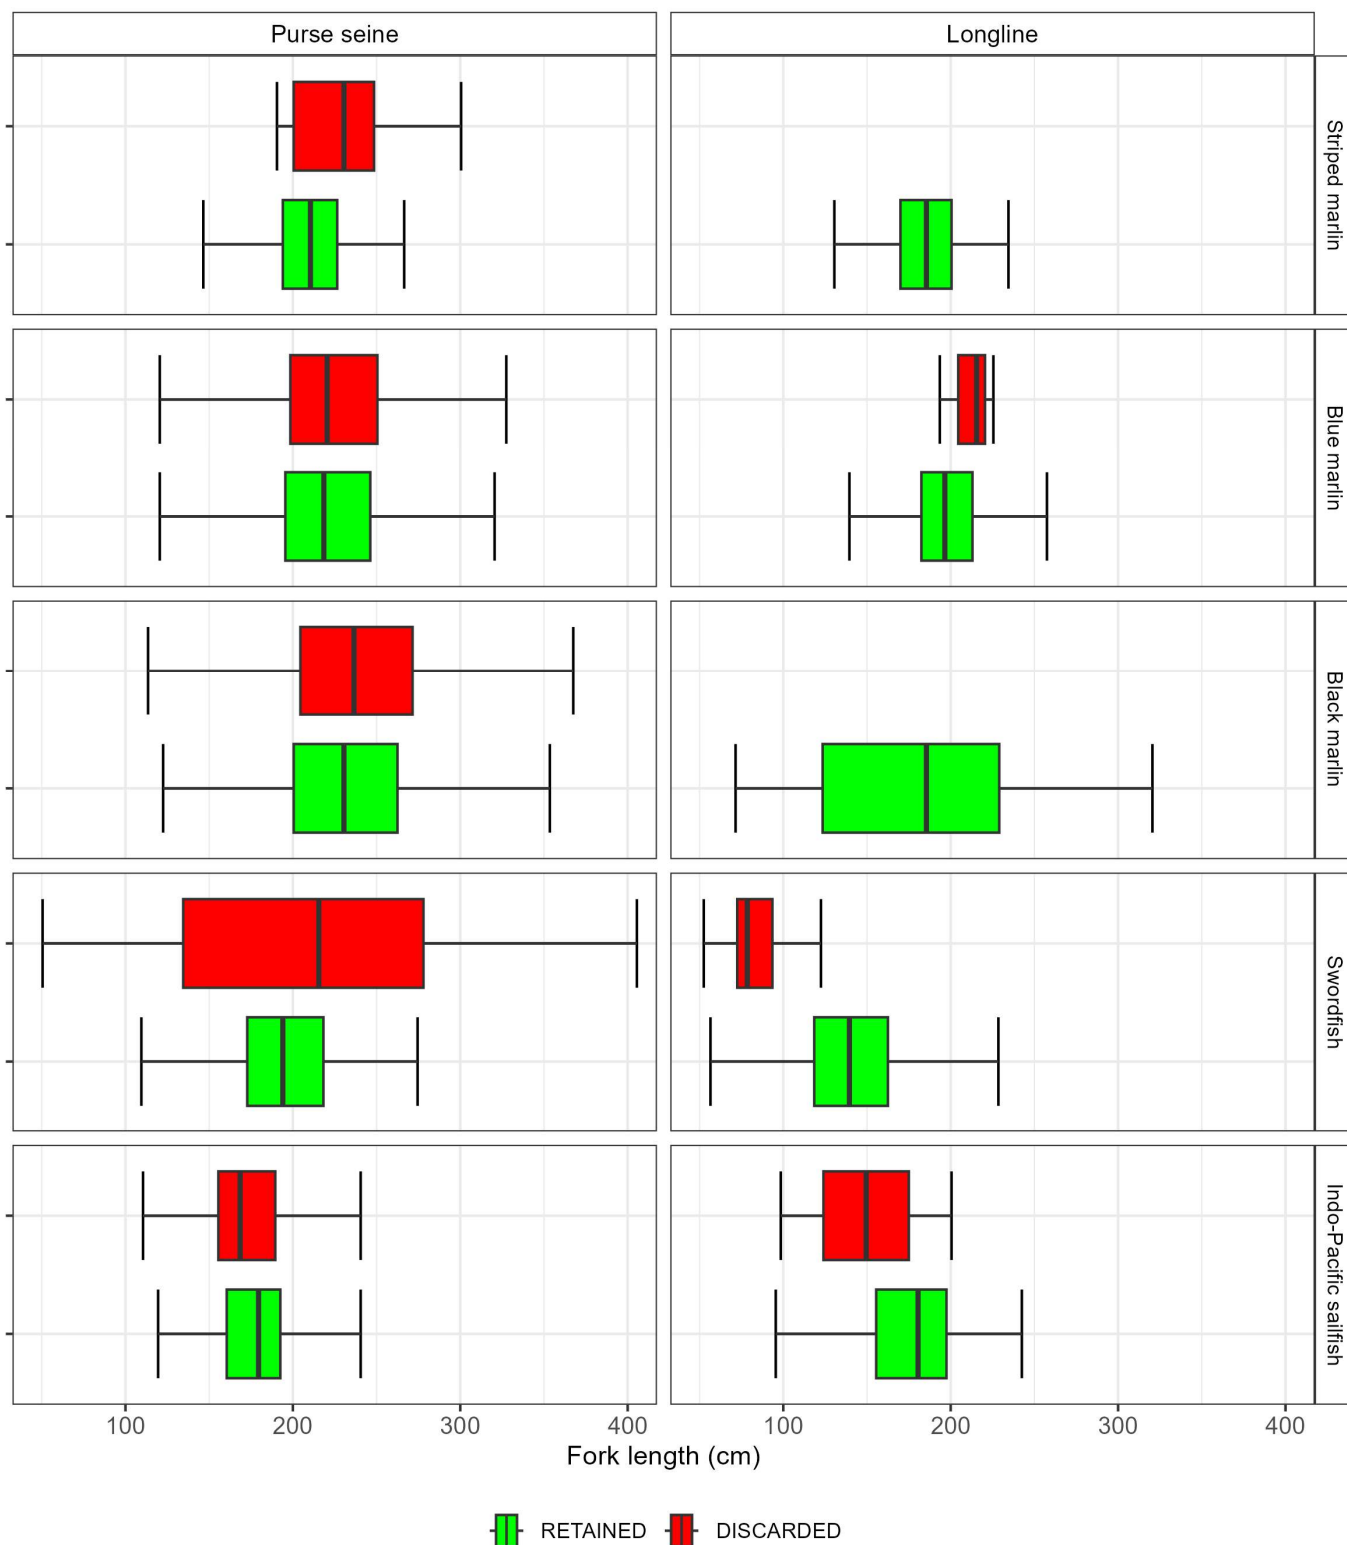 Purse seine
Longline
Striped marlin
Blue marlin
Black marlin
Swordfish
Indo-Pacific sailfish
100 200 300 400 100 200 300 400
Fork length (cm)
RETAINED DISCARDED